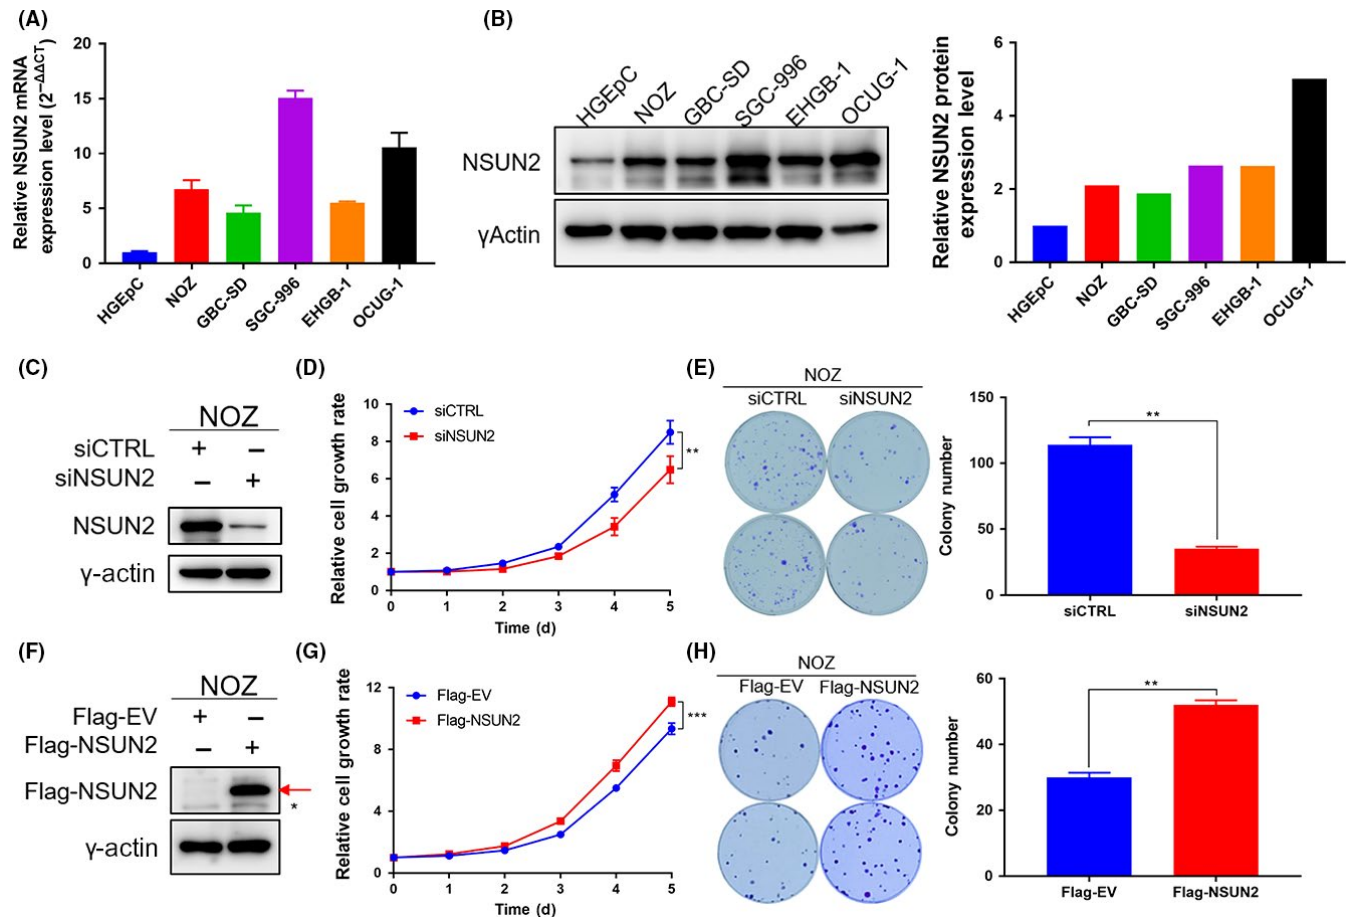 (A)
Relative NSUN2 mRNA
expression level (2−ΔΔCT)
20
15
10
5
0
HGEpC
NOZ
GBC-SD
SGC-996
EHGB-1
OCUG-1
(B)
HGEpC
NOZ
GBC-SD
SGC-996
EHGB-1
OCUG-1
NSUN2
γActin
Relative NSUN2 protein
expression level
6
4
2
0
HGEpC
NOZ
GBC-SD
SGC-996
EHGB-1
OCUG-1
(C)
NOZ
siCTRL + −
siNSUN2 − +
NSUN2
γ-actin
(D)
Relative cell growth rate
10
8
6
4
2
0
siCTRL
siNSUN2
**
0 1 2 3 4 5
Time (d)
(E)
NOZ
siCTRL siNSUN2
Colony number
150
100
50
0
**
siCTRL siNSUN2
(F)
NOZ
Flag-EV + −
Flag-NSUN2 − +
Flag-NSUN2
*
γ-actin
(G)
Relative cell growth rate
12
8
4
0
Flag-EV
Flag-NSUN2
***
0 1 2 3 4 5
Time (d)
(H)
NOZ
Flag-EV Flag-NSUN2
Colony number
60
40
20
0
**
Flag-EV Flag-NSUN2